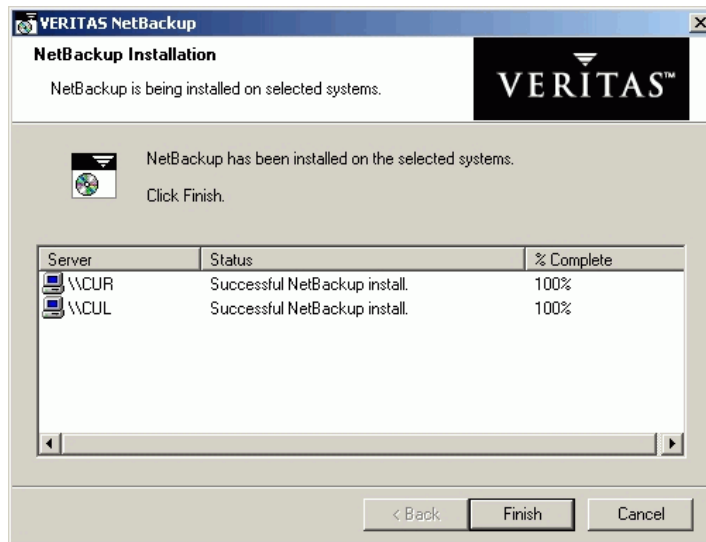 VERITAS NetBackup
NetBackup Installation
NetBackup is being installed on selected systems.
VERITAS™
NetBackup has been installed on the selected systems.
Click Finish.
Server Status % Complete
\\CUR Successful NetBackup install. 100%
\\CUL Successful NetBackup install. 100%
< Back Finish Cancel